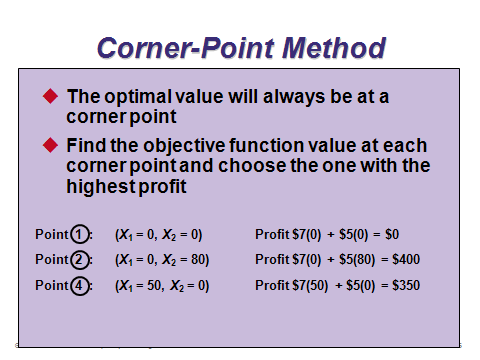 Corner-Point Method
The optimal value will always be at a
corner point
Find the objective function value at each
corner point and choose the one with the
highest profit
Point 1 : (X1 = 0, X2 = 0) Profit $7(0) + $5(0) = $0
Point 2 : (X1 = 0, X2 = 80) Profit $7(0) + $5(80) = $400
Point 4 : (X1 = 50, X2 = 0) Profit $7(50) + $5(0) = $350